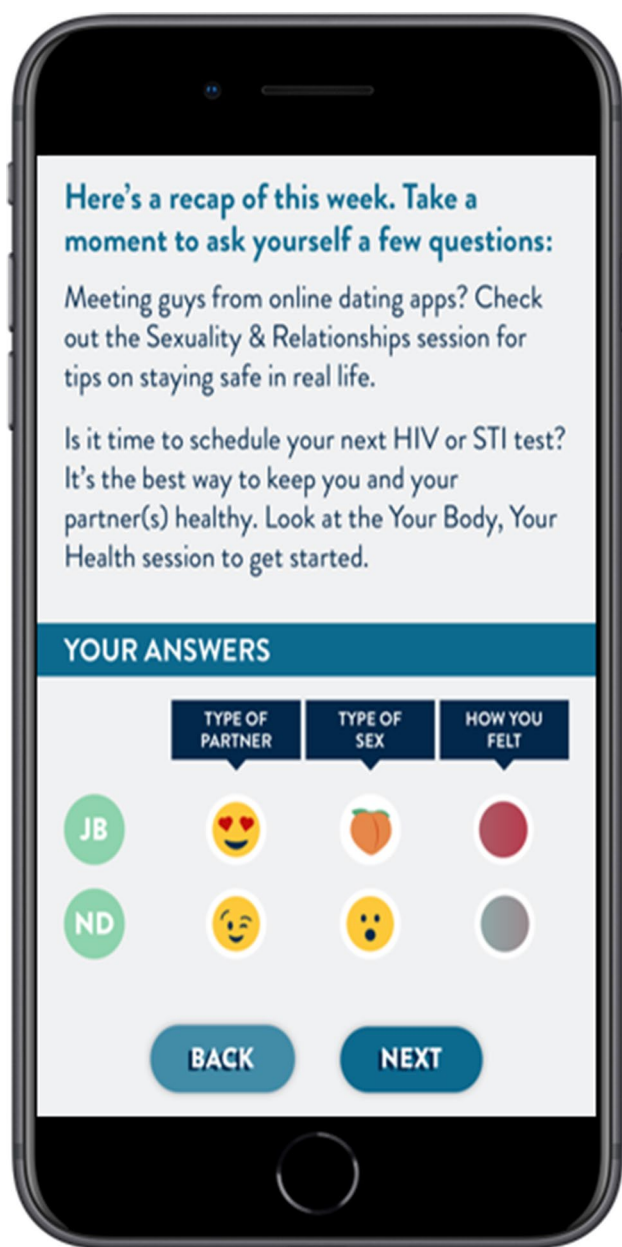 Here's a recap of this week. Take a
moment to ask yourself a few questions:
Meeting guys from online dating apps? Check
out the Sexuality & Relationships session for
tips on staying safe in real life.
Is it time to schedule your next HIV or STI test?
It's the best way to keep you and your
partner(s) healthy. Look at the Your Body, Your
Health session to get started.
YOUR ANSWERS
TYPE OF
PARTNER
TYPE OF
SEX
HOW YOU
FELT
JB
ND
BACK
NEXT